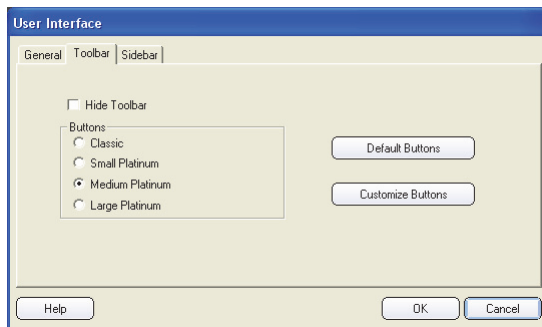 User Interface
General Toolbar Sidebar
Hide Toolbar
Buttons
Classic
Small Platinum
Medium Platinum
Large Platinum
Default Buttons
Customize Buttons
Help OK Cancel